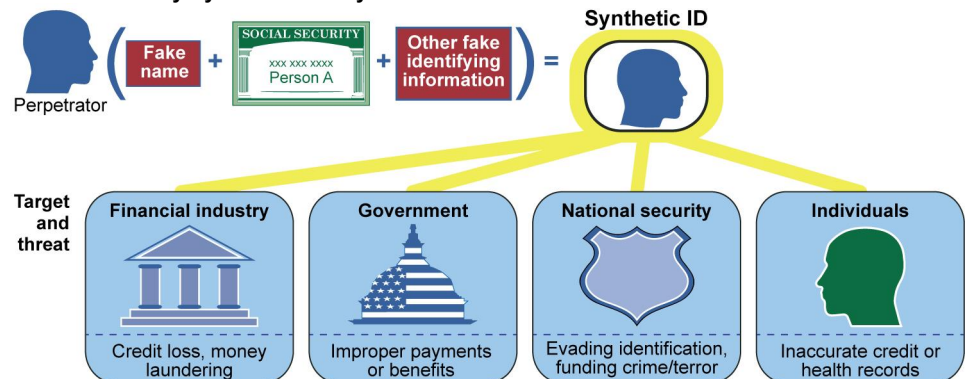 Synthetic ID
Perpetrator
Fake
name
+
SOCIAL SECURITY
xxx xxx xxxx
Person A
+
Other fake
identifying
information
=
Target
and
threat
Financial industry
Credit loss, money
laundering
Government
Improper payments
or benefits
National security
Evading identification,
funding crime/terror
Individuals
Inaccurate credit or
health records